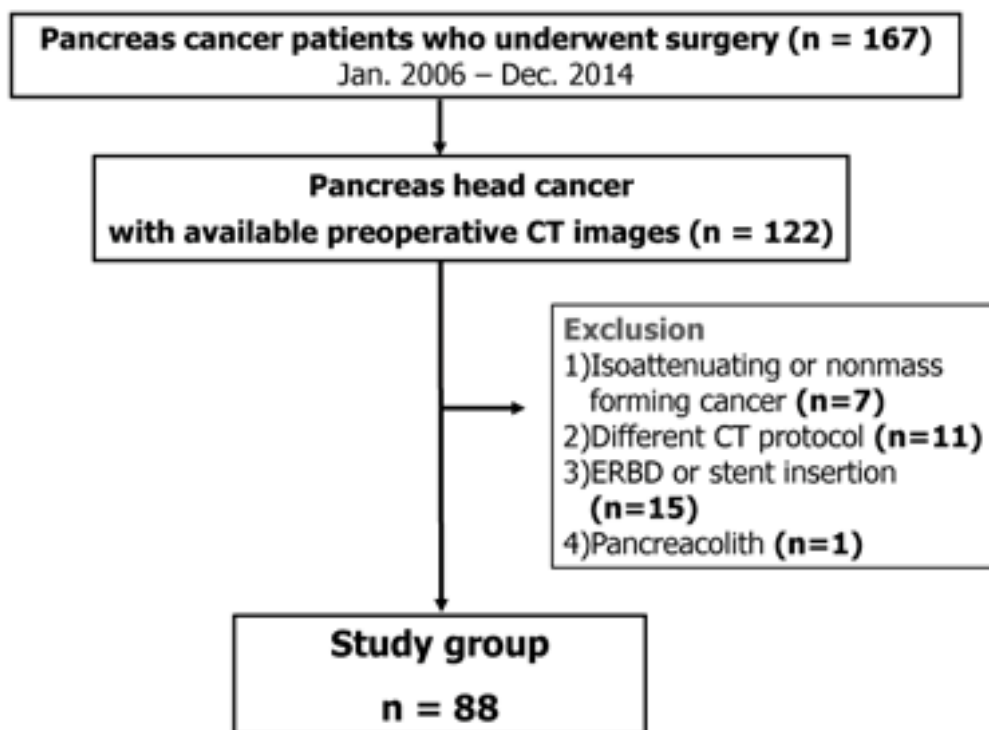 Pancreas cancer patients who underwent surgery (n = 167)
Jan. 2006 – Dec. 2014
Pancreas head cancer
with available preoperative CT images (n = 122)
Exclusion
1)Isoattenuating or nonmass
forming cancer (n=7)
2)Different CT protocol (n=11)
3)ERBD or stent insertion
(n=15)
4)Pancreacolith (n=1)
Study group
n = 88